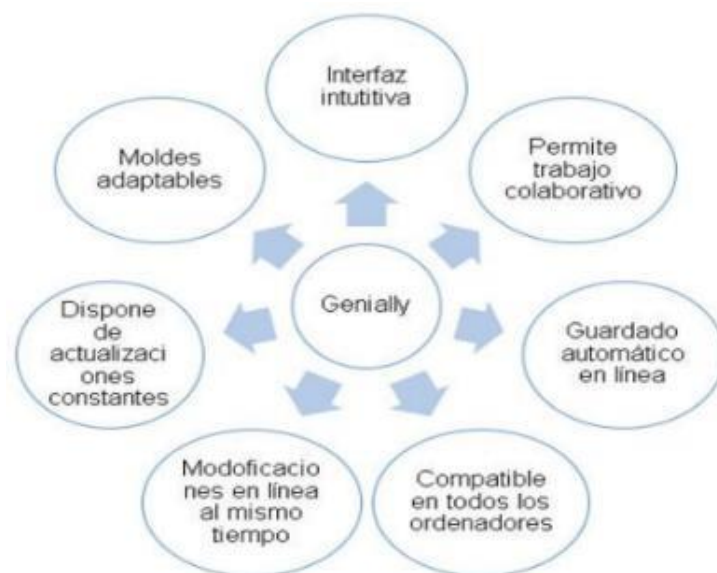 Interfaz
intutitiva
Permite
trabajo
colaborativo
Moldes
adaptables
Genially
Guardado
automático
en línea
Dispone
de
actualizaci
ones
constantes
Compatible
en todos los
ordenadores
Modoficacio
nes en línea
al mismo
tiempo